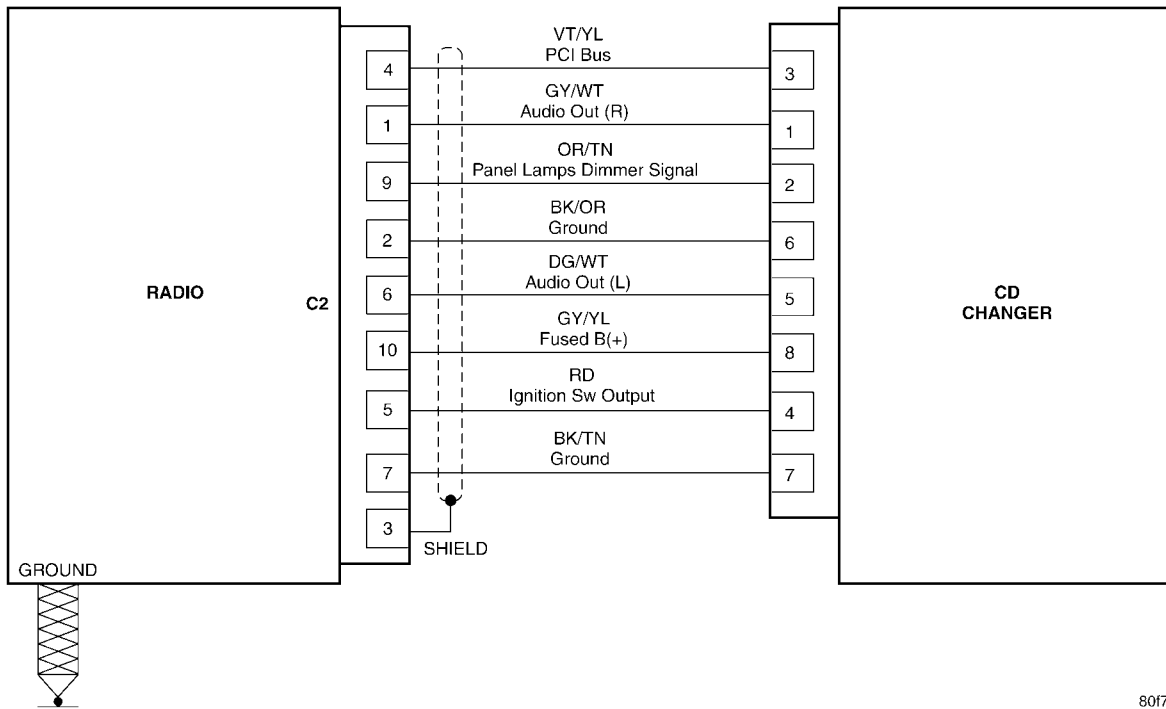 VT/YL
PCI Bus
4
3
GY/WT
Audio Out (R)
1
1
OR/TN
Panel Lamps Dimmer Signal
9
2
BK/OR
Ground
2
6
DG/WT
Audio Out (L)
RADIO
C2
6
5
CD
CHANGER
GY/YL
Fused B(+)
10
8
RD
Ignition Sw Output
5
4
BK/TN
Ground
7
7
3
SHIELD
GROUND
80f7